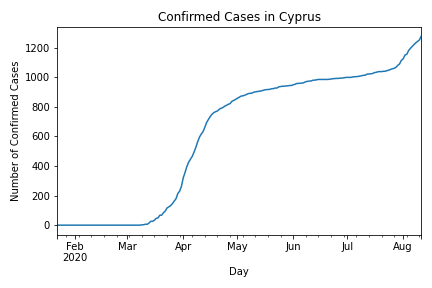 Confirmed Cases in Cyprus
Number of Confirmed Cases
1200
1000
800
600
400
200
0
Feb Mar Apr May Jun Jul Aug
2020
Day